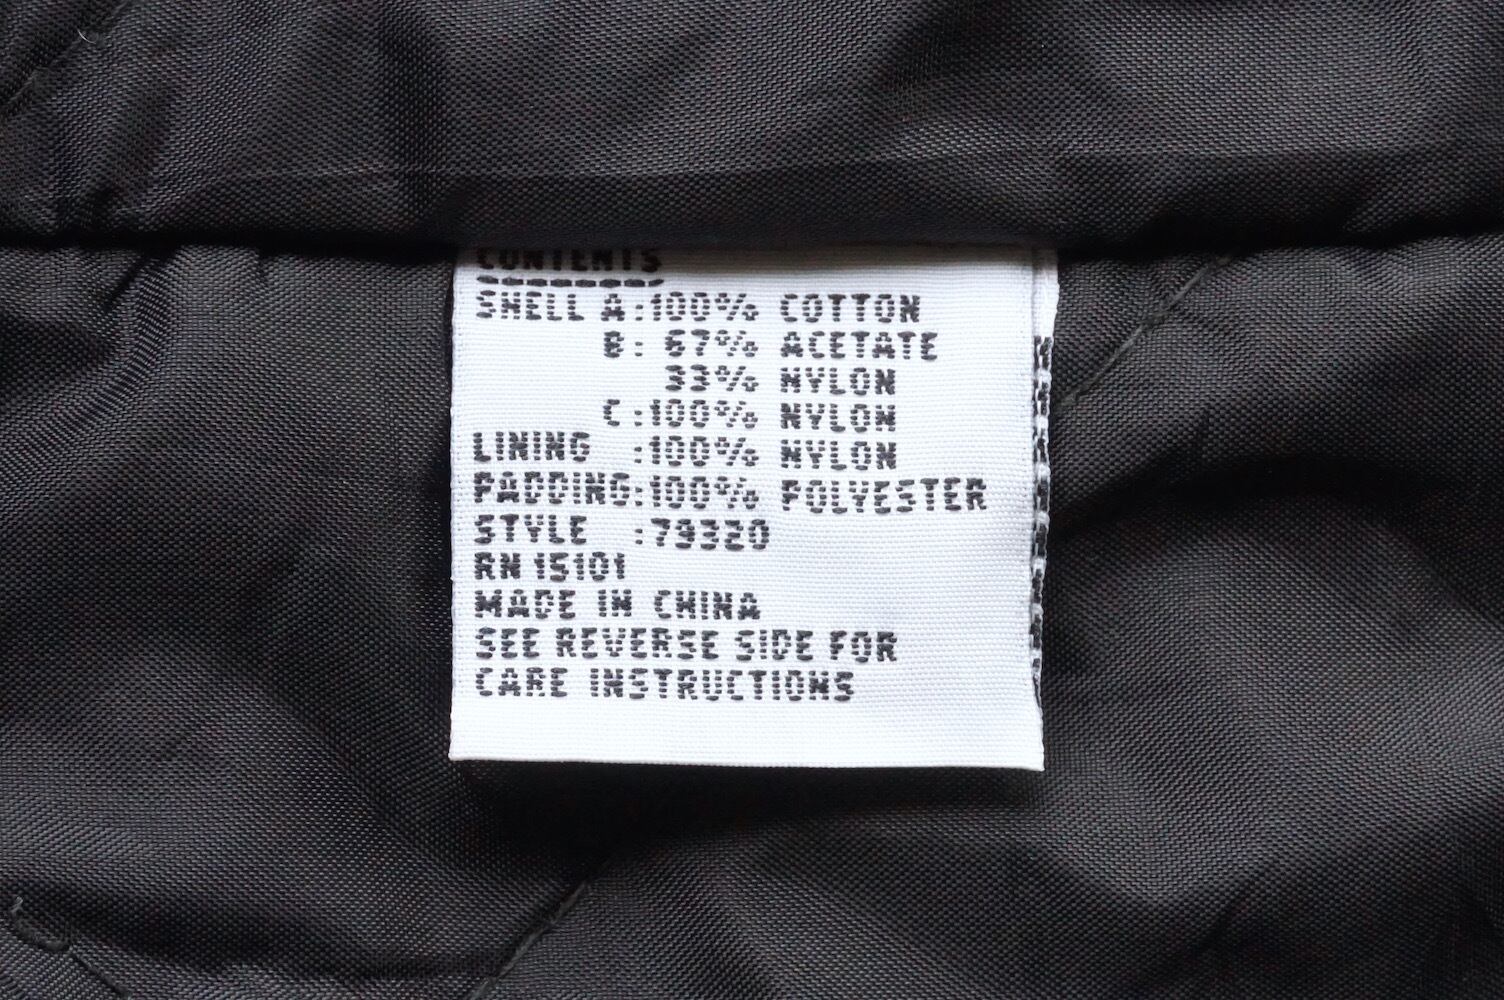 CONTENTS
SHELL A:100% COTTON
B: 67% ACETATE
33% NYLON
C:100% NYLON
LINING :100% NYLON
PADDING:100% POLYESTER
STYLE :79320
RN 15101
MADE IN CHINA
SEE REVERSE SIDE FOR
CARE INSTRUCTIONS